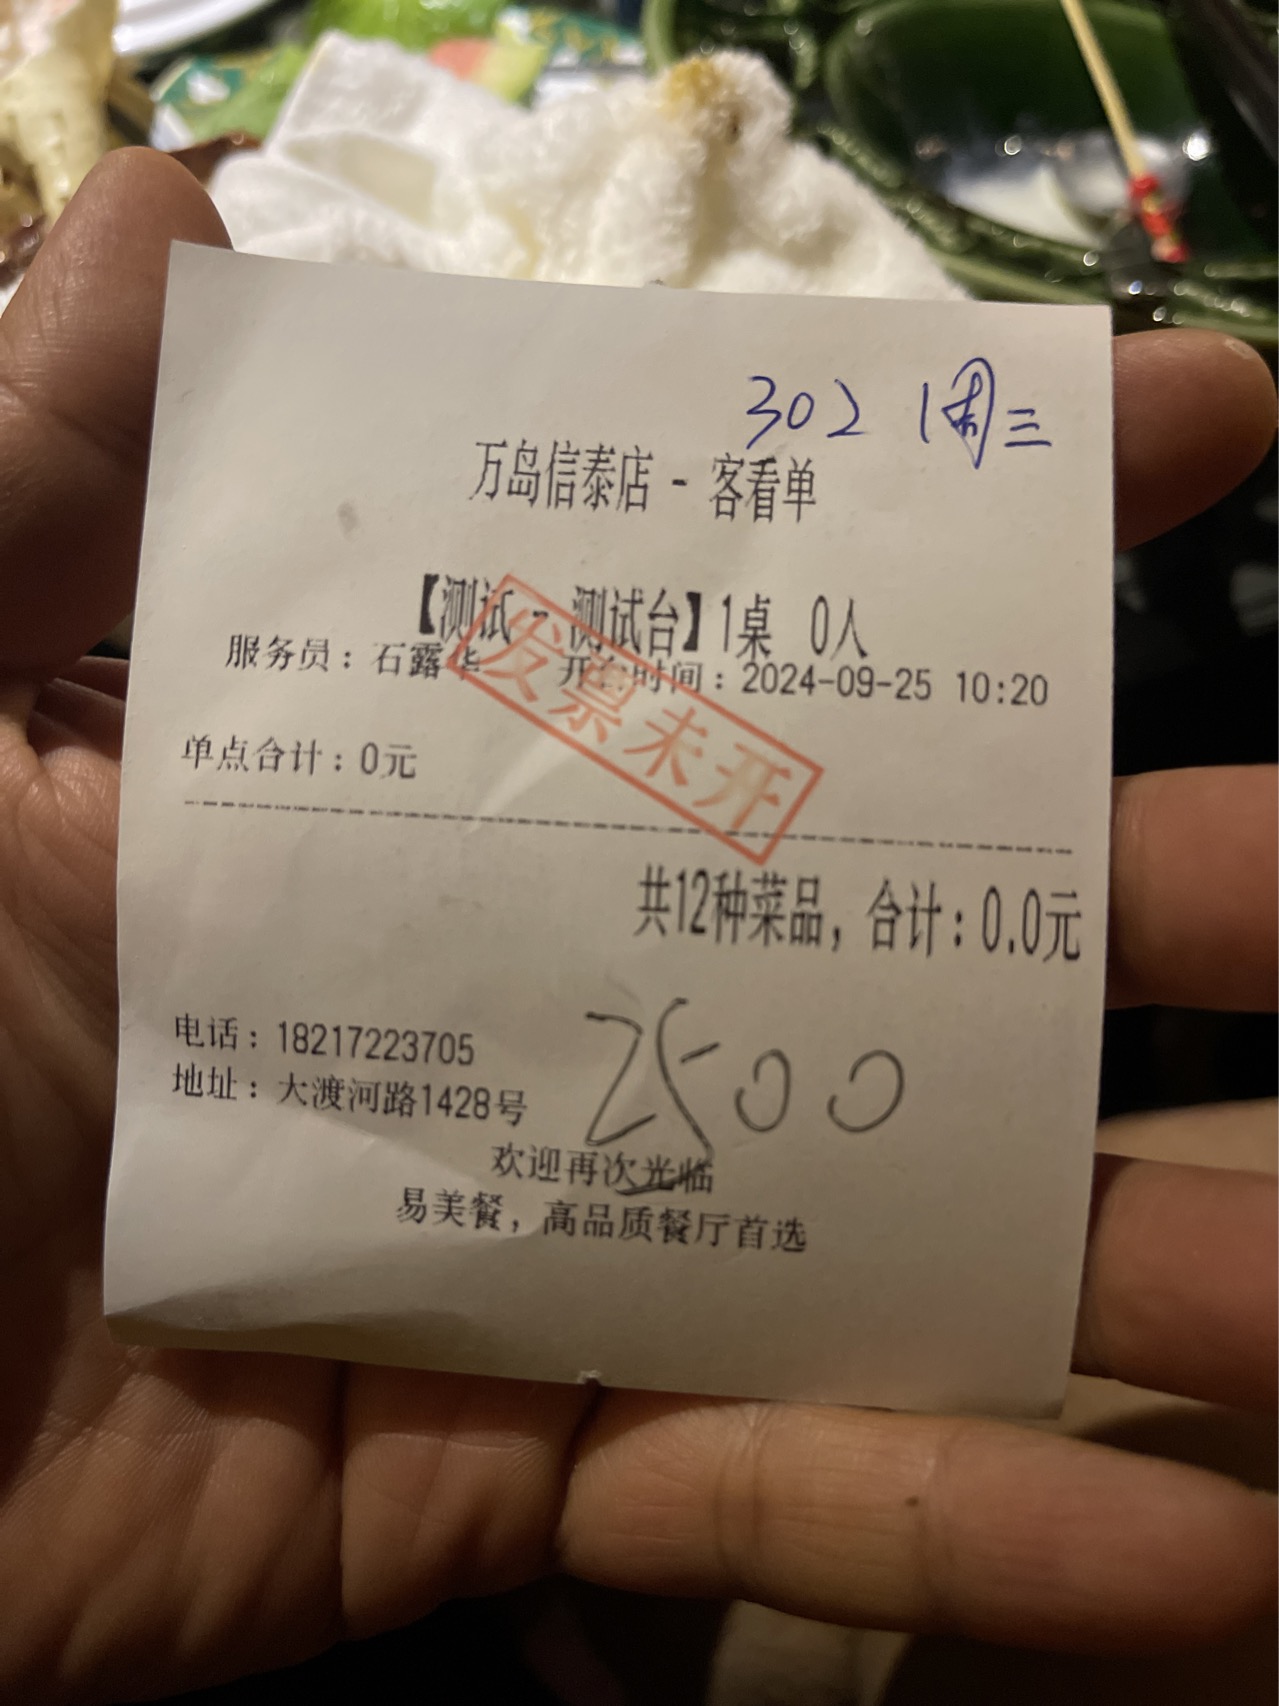 302 周三
万岛信泰店 - 客看单
【测试 - 测试台】1桌 0人
服务员：石露华 开台时间：2024-09-25 10:20
发票未开
单点合计：0元
共12种菜品，合计：0.0元
2500
电话：18217223705
地址：大渡河路1428号
欢迎再次光临
易美餐，高品质餐厅首选